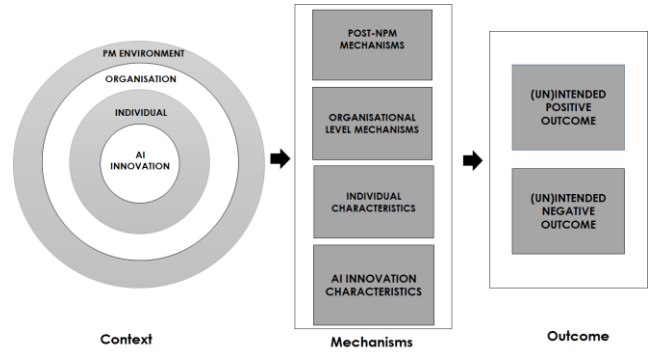 PM ENVIRONMENT
ORGANISATION
INDIVIDUAL
AI
INNOVATION
Context
POST-NPM
MECHANISMS
ORGANISATIONAL
LEVEL MECHANISMS
INDIVIDUAL
CHARACTERISTICS
AI INNOVATION
CHARACTERISTICS
Mechanisms
(UN)INTENDED
POSITIVE
OUTCOME
(UN)INTENDED
NEGATIVE
OUTCOME
Outcome